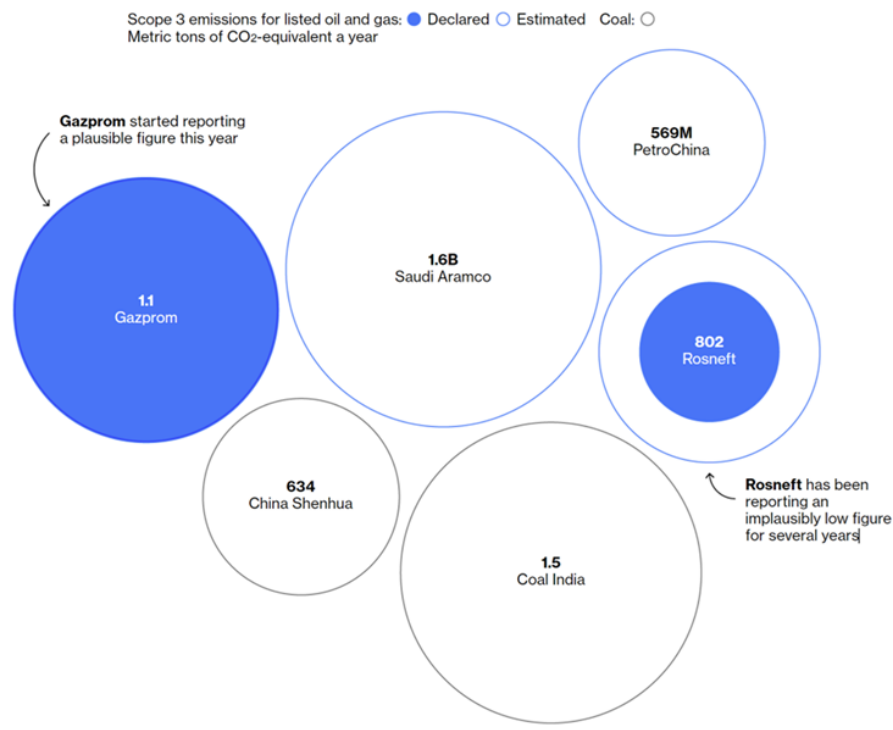 Scope 3 emissions for listed oil and gas: Declared Estimated Coal:
Metric tons of CO2-equivalent a year
Gazprom started reporting
a plausible figure this year
569M
PetroChina
1.6B
Saudi Aramco
1.1
Gazprom
802
Rosneft
634
China Shenhua
Rosneft has been
reporting an
implausibly low figure
for several years
1.5
Coal India